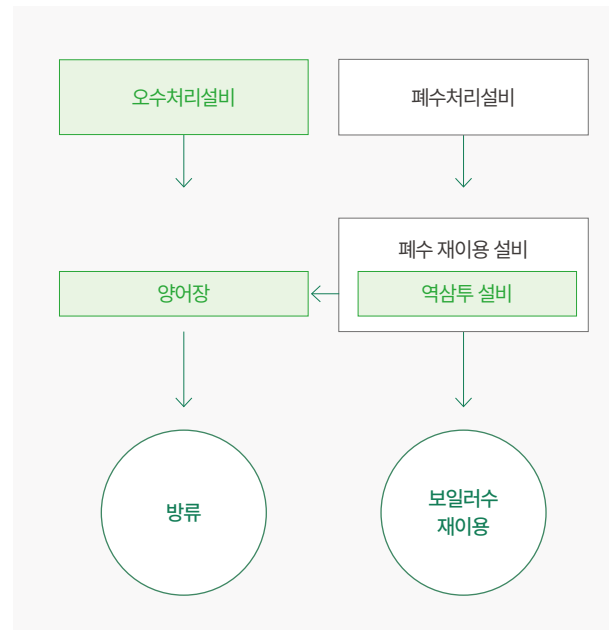 오수처리설비
폐수처리설비
폐수 재이용 설비
양어장
역삼투 설비
방류
보일러수
재이용